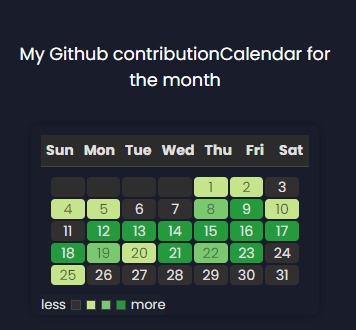 My Github contributionCalendar for
the month
Sun Mon Tue Wed Thu Fri Sat
1 2 3
4 5 6 7 8 9 10
11 12 13 14 15 16 17
18 19 20 21 22 23 24
25 26 27 28 29 30 31
less more